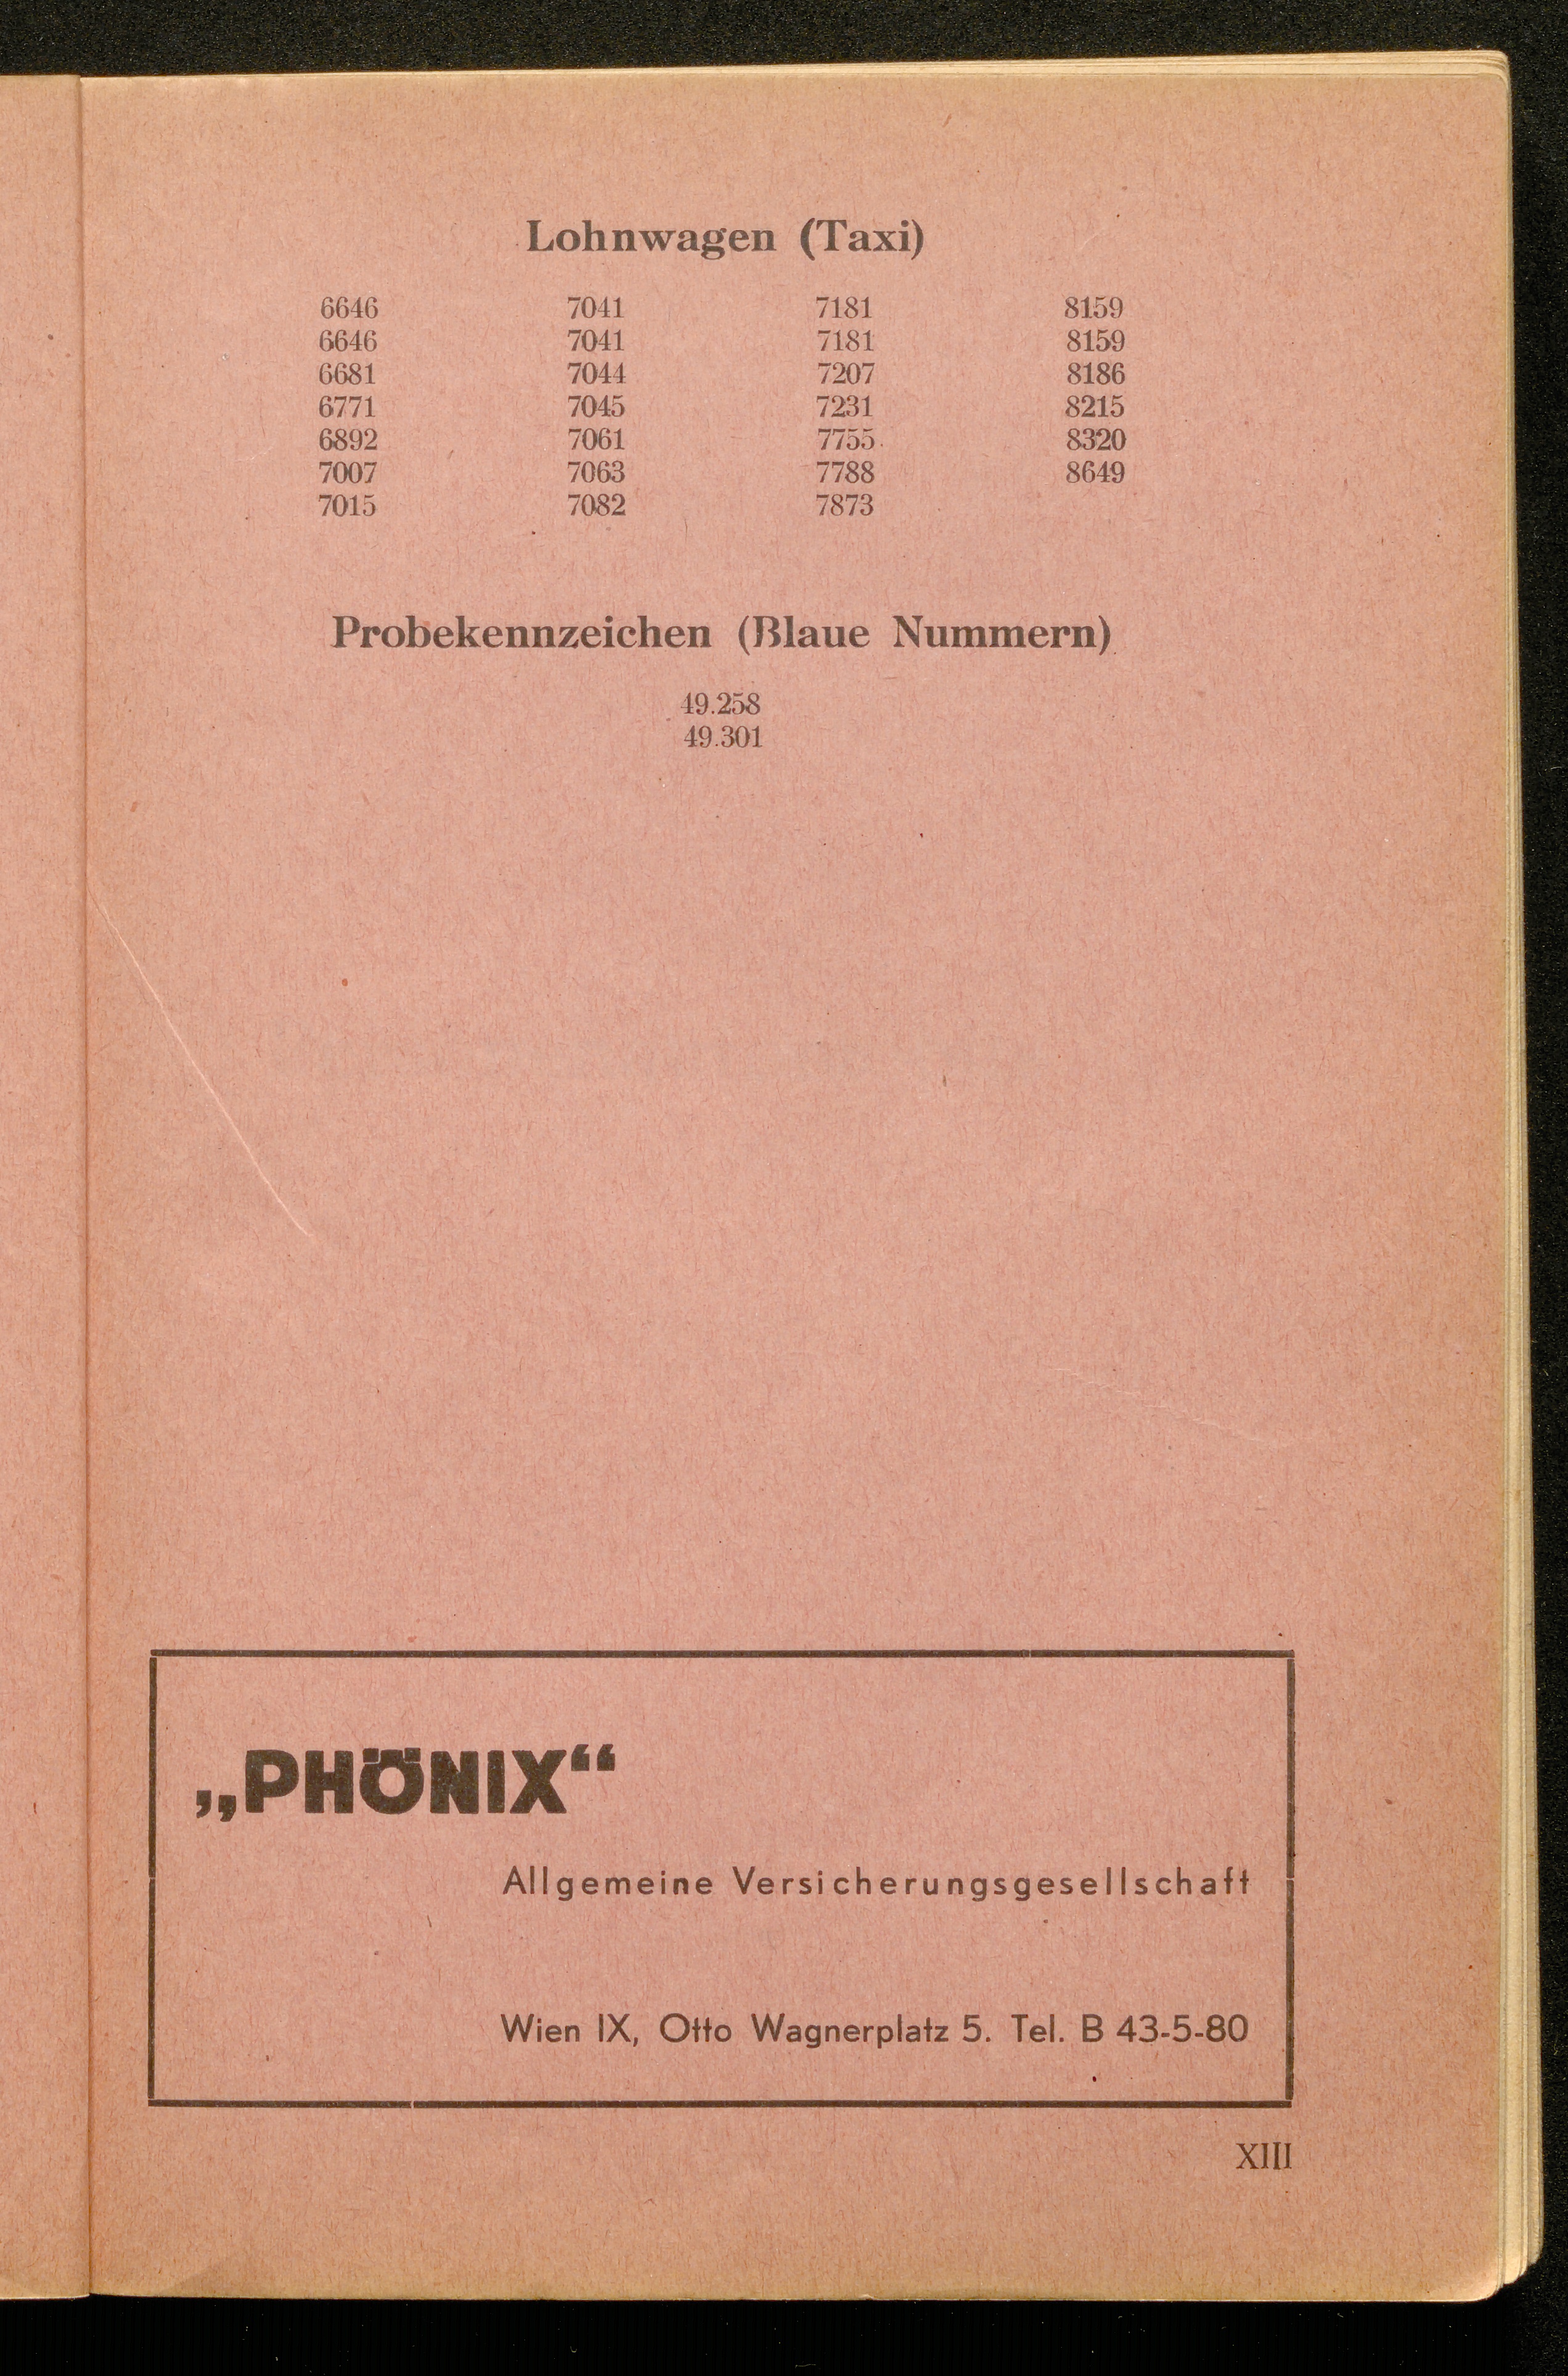 Lohnwagen (Taxi)
6646 7041 7181 8159
6646 7041 7181 8159
6681 7044 7207 8186
6771 7045 7231 8215
6892 7061 7755 8320
7007 7063 7788 8649
7015 7082 7873
Probekennzeichen (Blaue Nummern)
49.258
49.301
„PHÖNIX“
Allgemeine Versicherungsgesellschaft
Wien IX, Otto Wagnerplatz 5. Tel. B 43-5-80
XIII